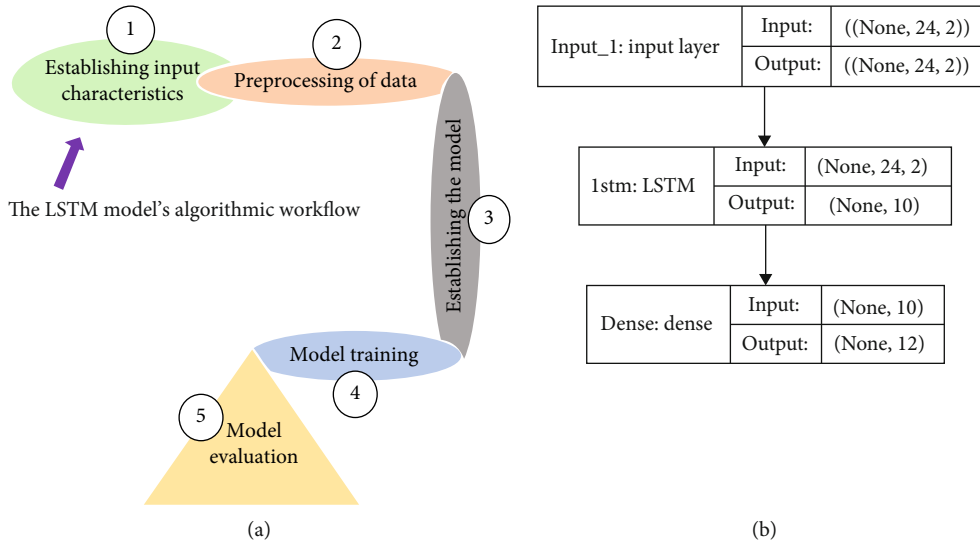 1
Establishing input
characteristics
2
Preprocessing of data
The LSTM model's algorithmic workflow
Establishing the model
3
Model training
4
5
Model
evaluation
(a)
Input_1: input layer
Input: ((None, 24, 2))
Output: ((None, 24, 2))
1stm: LSTM
Input: (None, 24, 2)
Output: (None, 10)
Dense: dense
Input: (None, 10)
Output: (None, 12)
(b)